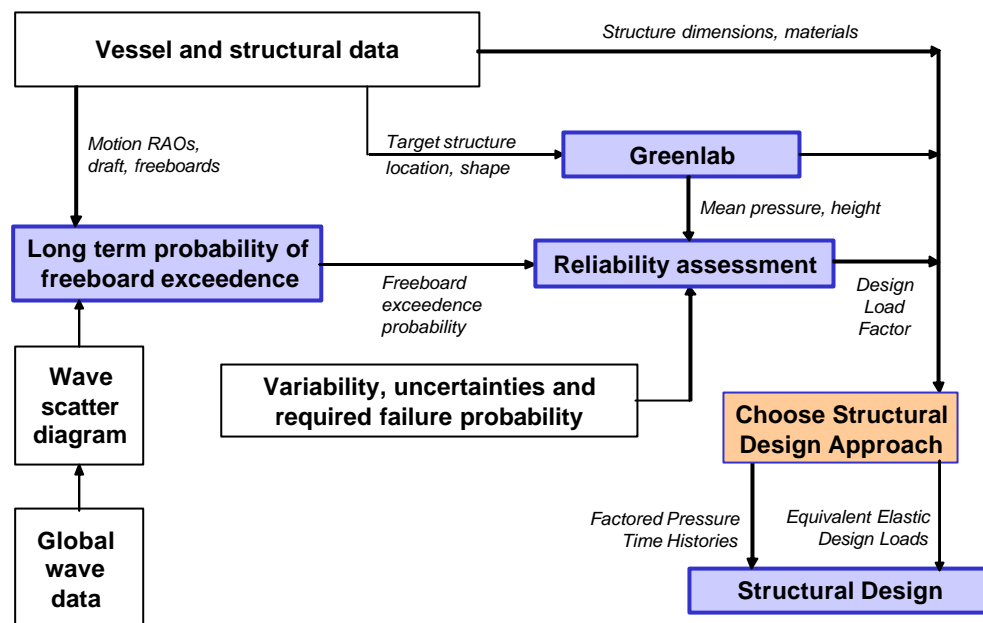 Vessel and structural data
Structure dimensions, materials
Motion RAOs,
draft, freeboards
Target structure
location, shape
Greenlab
Mean pressure, height
Long term probability of
freeboard exceedence
Freeboard
exceedence
probability
Reliability assessment
Design
Load
Factor
Wave
scatter
diagram
Variability, uncertainties and
required failure probability
Choose Structural
Design Approach
Global
wave
data
Factored Pressure
Time Histories
Equivalent Elastic
Design Loads
Structural Design